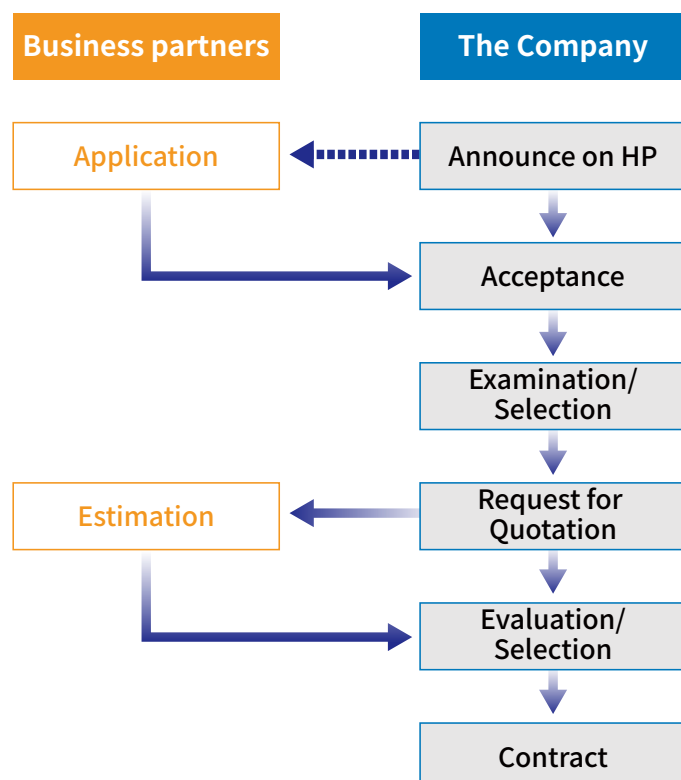 Business partners
The Company
Application
Announce on HP
Acceptance
Examination/
Selection
Estimation
Request for
Quotation
Evaluation/
Selection
Contract